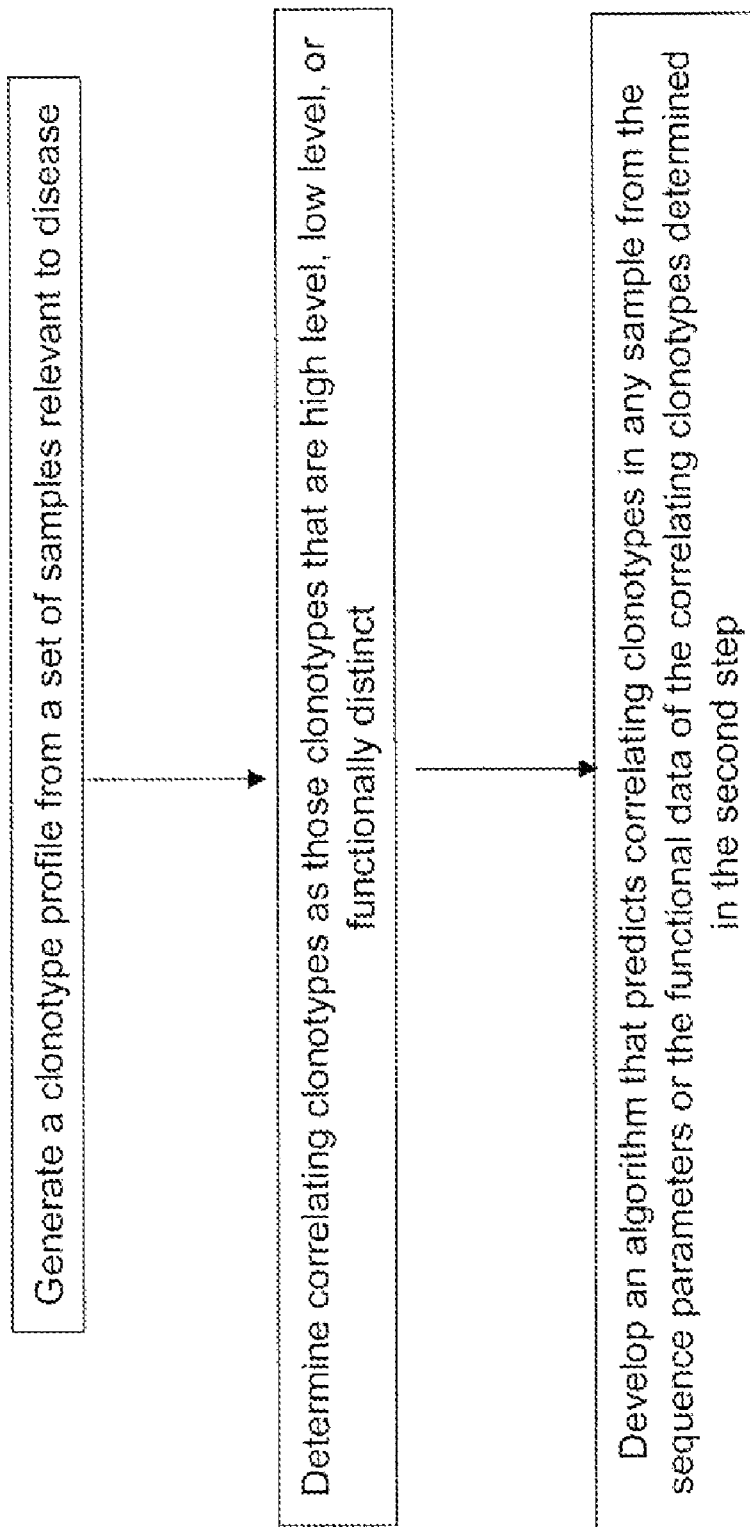 Generate a clonotype profile from a set of samples relevant to disease
Determine correlating clonotypes as those clonotypes that are high level, low level, or
functionally distinct
Develop an algorithm that predicts correlating clonotypes in any sample from the
sequence parameters or the functional data of the correlating clonotypes determined
in the second step